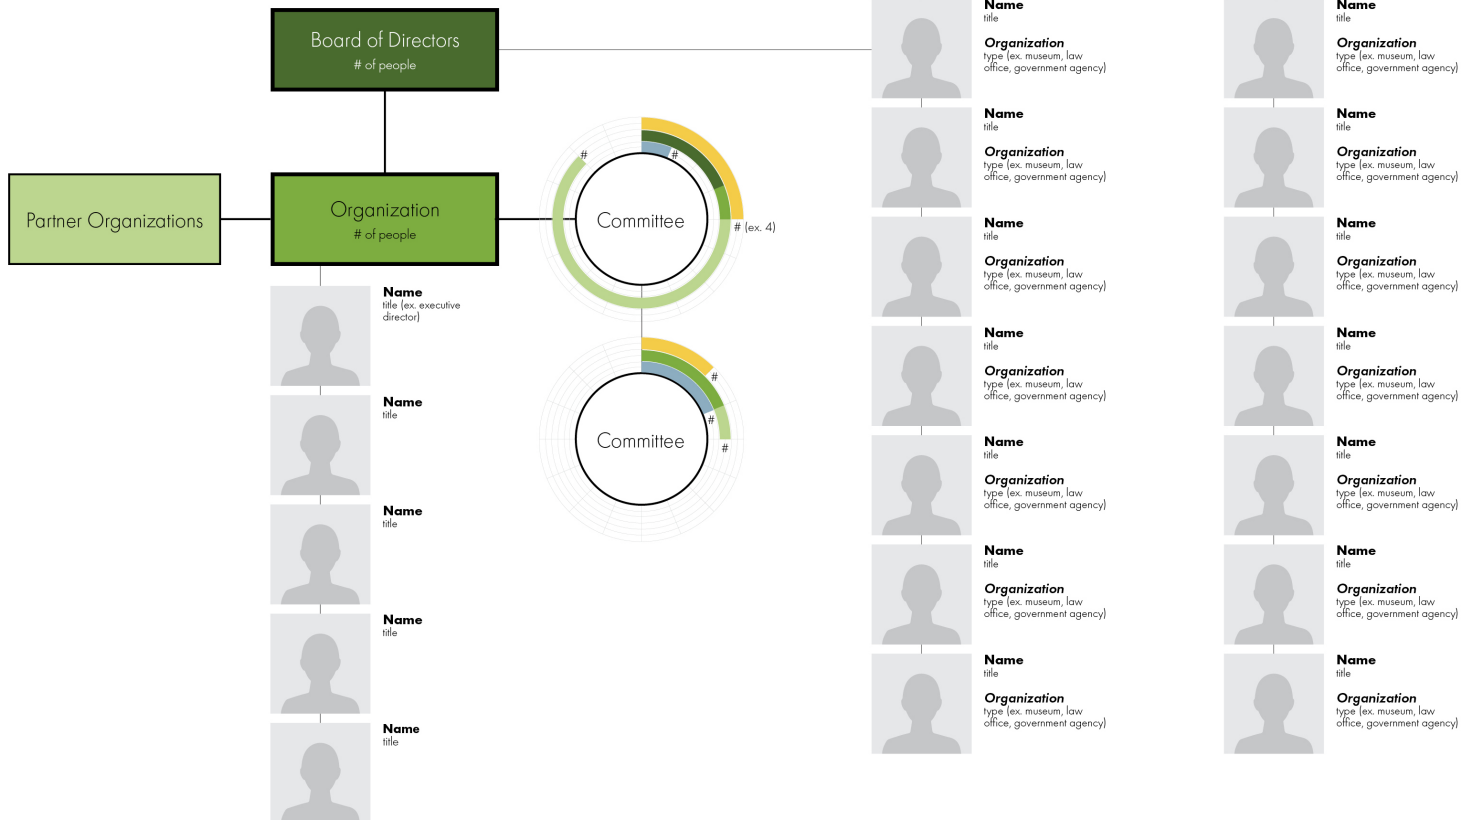 Board of Directors
# of people
Partner Organizations
Organization
# of people
Name
title (ex. executive
director)
Name
title
Name
title
Name
title
Name
title
#
#
Committee
# (ex. 4)
#
#
Committee
#
Name
title
Organization
type (ex. museum, law
office, government agency)
Name
title
Organization
type (ex. museum, law
office, government agency)
Name
title
Organization
type (ex. museum, law
office, government agency)
Name
title
Organization
type (ex. museum, law
office, government agency)
Name
title
Organization
type (ex. museum, law
office, government agency)
Name
title
Organization
type (ex. museum, law
office, government agency)
Name
title
Organization
type (ex. museum, law
office, government agency)
Name
title
Organization
type (ex. museum, law
office, government agency)
Name
title
Organization
type (ex. museum, law
office, government agency)
Name
title
Organization
type (ex. museum, law
office, government agency)
Name
title
Organization
type (ex. museum, law
office, government agency)
Name
title
Organization
type (ex. museum, law
office, government agency)
Name
title
Organization
type (ex. museum, law
office, government agency)
Name
title
Organization
type (ex. museum, law
office, government agency)